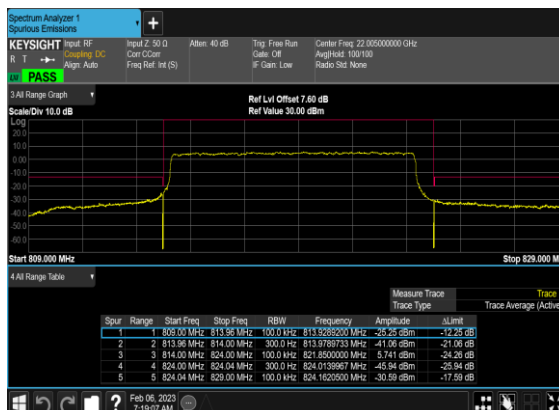 Spectrum Analyzer 1
Spurious Emissions
KEYSIGHT Input: RF Input Z: 50 Ω Atten: 40 dB Trig: Free Run Center Freq: 22.005000000 GHz
R T Coupling: DC Corr CCorr Gate: Off Avg|Hold: 100/100
Align: Auto Freq Ref: Int (S) IF Gain: Low Radio Std: None
PASS
3 All Range Graph
Ref Lvl Offset 7.60 dB
Scale/Div 10.0 dB Ref Value 30.00 dBm
Log
20.0
10.0
0.00
-10.0
-20.0
-30.0
-40.0
-50.0
-60.0
Start 809.000 MHz Stop 829.000 M
4 All Range Table
Measure Trace Trace
Trace Type Trace Average (Active
Spur Range Start Freq Stop Freq RBW Frequency Amplitude ΔLimit
1 1 809.00 MHz 813.96 MHz 100.0 kHz 813.9289200 MHz -25.25 dBm -12.25 dB
2 2 813.96 MHz 814.00 MHz 300.0 Hz 813.9789733 MHz -41.06 dBm -21.06 dB
3 3 814.00 MHz 824.00 MHz 100.0 kHz 821.8500000 MHz 5.741 dBm -24.26 dB
4 4 824.00 MHz 824.04 MHz 300.0 Hz 824.0139967 MHz -45.94 dBm -25.94 dB
5 5 824.04 MHz 829.00 MHz 100.0 kHz 824.1620500 MHz -30.59 dBm -17.59 dB
Feb 06, 2023
7:19:07 AM